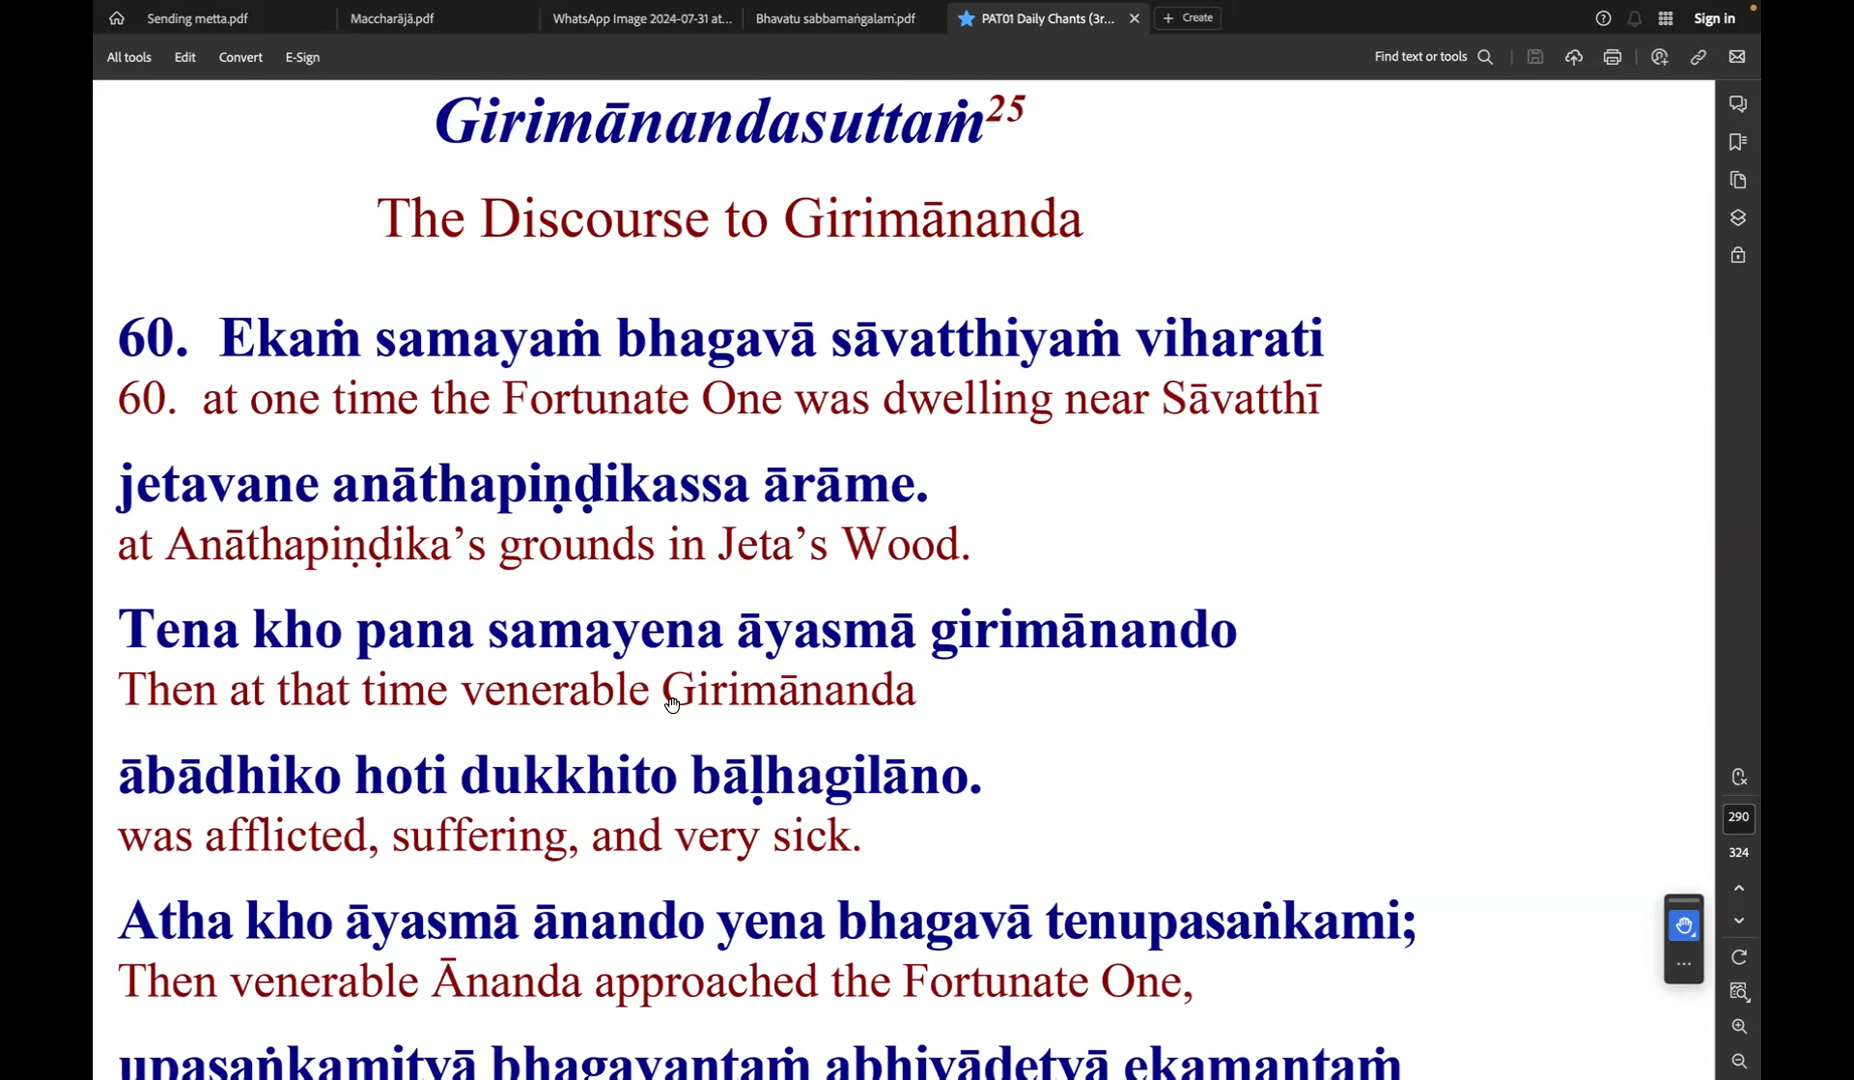 Sending metta.pdf
Maccharājā.pdf
WhatsApp Image 2024-07-31 at...
Bhavatu sabbamaṅgalaṁ.pdf
PAT01 Daily Chants (3r...
Create
Sign in
All tools
Edit
Convert
E-Sign
Find text or tools
Girimānandasuttaṁ²⁵
The Discourse to Girimānanda
60. Ekaṁ samayaṁ bhagavā sāvatthiyaṁ viharati
60. at one time the Fortunate One was dwelling near Sāvatthī
jetavane anāthapiṇḍikassa ārāme.
at Anāthapiṇḍika’s grounds in Jeta’s Wood.
Tena kho pana samayena āyasmā girimānando
Then at that time venerable Girimānanda
ābādhiko hoti dukkhito bāḷhagilāno.
was afflicted, suffering, and very sick.
Atha kho āyasmā ānando yena bhagavā tenupasaṅkami;
Then venerable Ānanda approached the Fortunate One,
upasaṅkamitvā bhagavantaṁ abhivādetvā ekamantaṁ
290
324